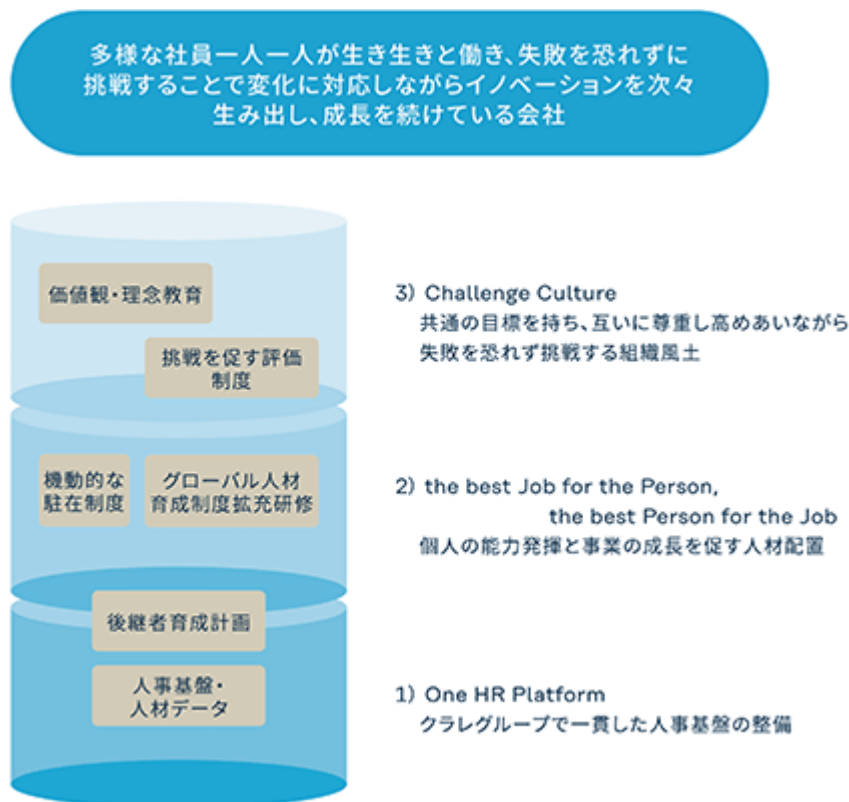 多様な社員一人一人が生き生きと働き、失敗を恐れずに
挑戦することで変化に対応しながらイノベーションを次々
生み出し、成長を続けている会社
価値観・理念教育
挑戦を促す評価
制度
3) Challenge Culture
共通の目標を持ち、互いに尊重し高めあいながら
失敗を恐れず挑戦する組織風土
機動的な
駐在制度
グローバル人材
育成制度拡充研修
2) the best Job for the Person,
the best Person for the Job
個人の能力発揮と事業の成長を促す人材配置
後継者育成計画
人事基盤・
人材データ
1) One HR Platform
クラレグループで一貫した人事基盤の整備